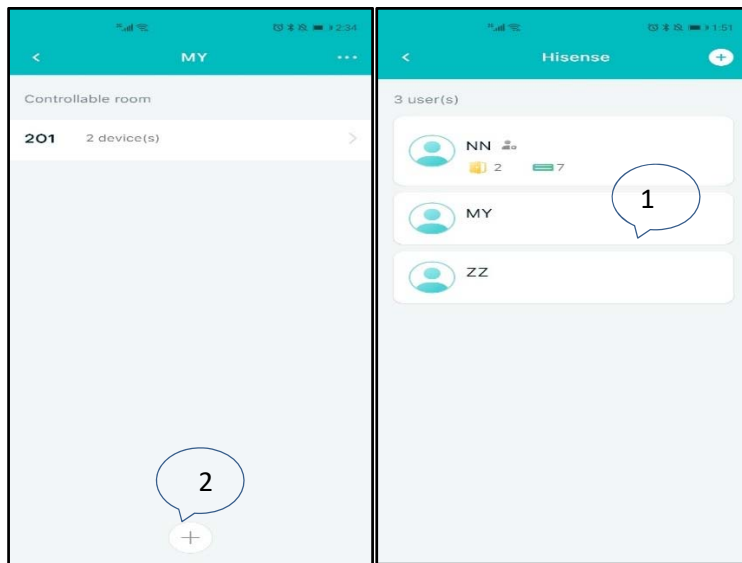 2:34
< MY ...
Controllable room
201 2 device(s) >
2
+
1:51
< Hisense +
3 user(s)
NN
2 7
1
MY
ZZ